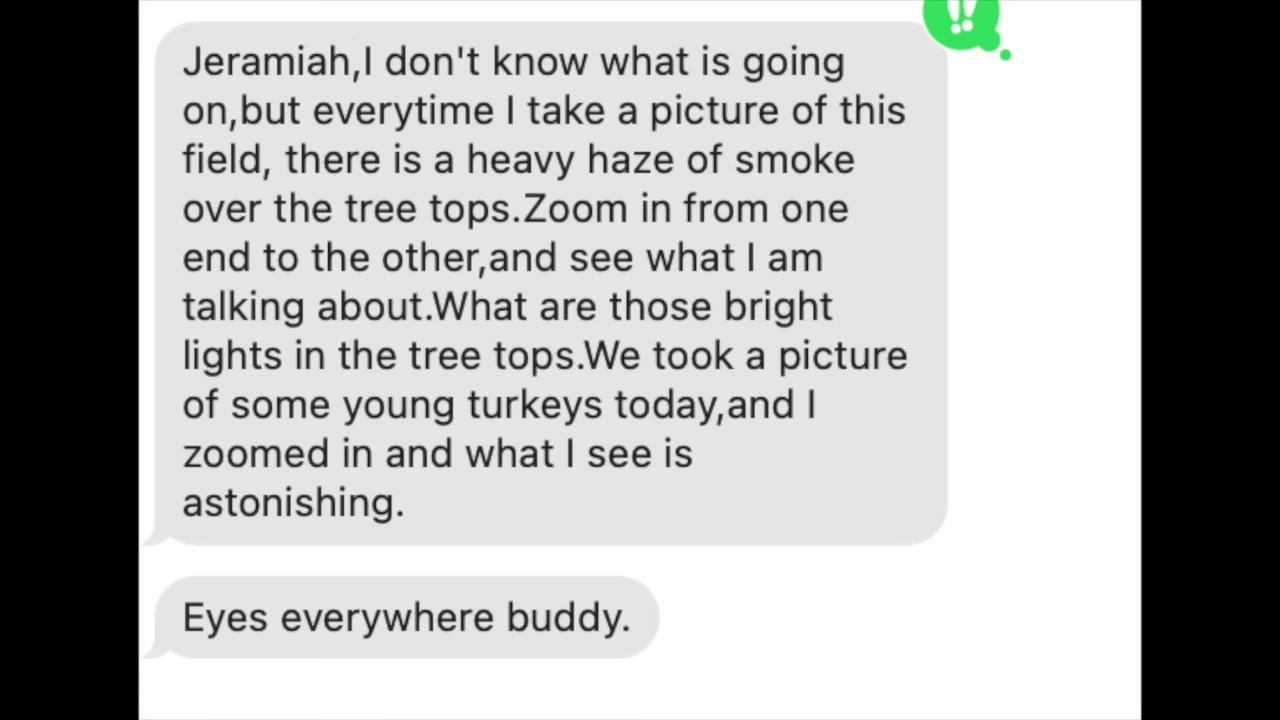 Jeramiah,I don't know what is going
on,but everytime I take a picture of this
field, there is a heavy haze of smoke
over the tree tops.Zoom in from one
end to the other,and see what I am
talking about.What are those bright
lights in the tree tops.We took a picture
of some young turkeys today,and I
zoomed in and what I see is
astonishing.
Eyes everywhere buddy.